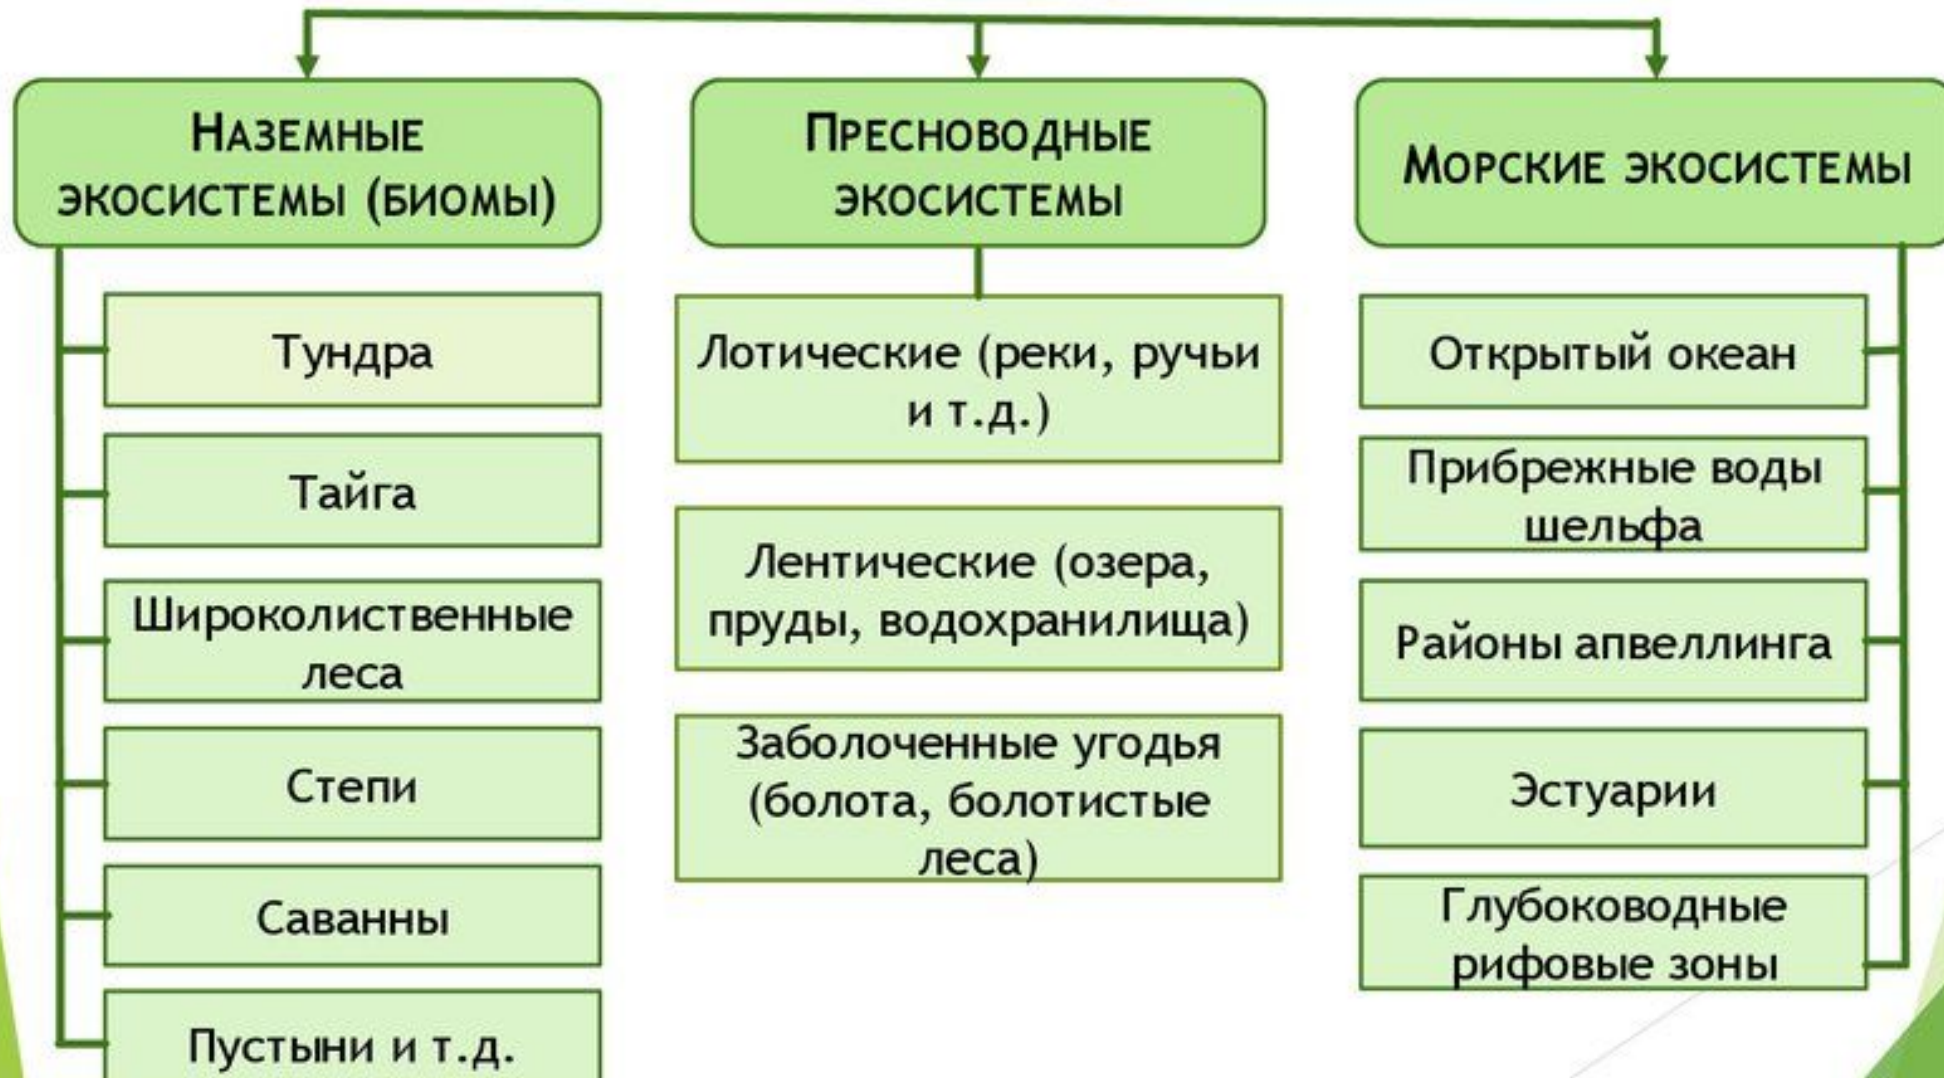 НАЗЕМНЫЕ
ЭКОСИСТЕМЫ (БИОМЫ)
Тундра
Тайга
Широколиственные
леса
Степи
Саванны
Пустыни и т.д.
ПРЕСНОВОДНЫЕ
ЭКОСИСТЕМЫ
Лотические (реки, ручьи
и т.д.)
Лентические (озера,
пруды, водохранилища)
Заболоченные угодья
(болота, болотистые
леса)
МОРСКИЕ ЭКОСИСТЕМЫ
Открытый океан
Прибрежные воды
шельфа
Районы апвеллинга
Эстуарии
Глубоководные
рифовые зоны